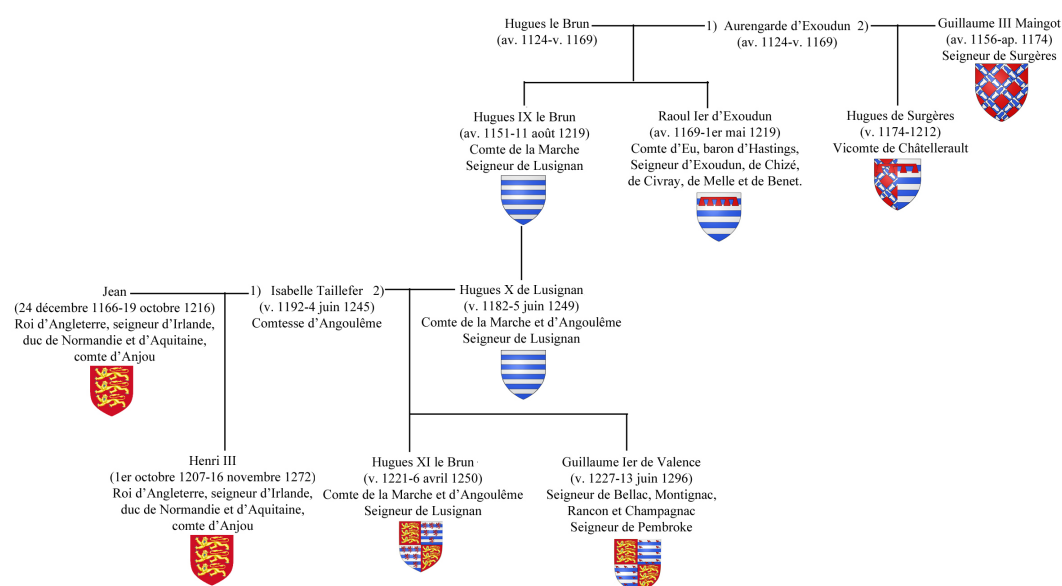 Hugues le Brun
(av. 1124-v. 1169)
1) Aurengarde d’Exoudun 2)
(av. 1124-v. 1169)
Guillaume III Maingot
(av. 1156-ap. 1174)
Seigneur de Surgères
Hugues IX le Brun
(av. 1151-11 août 1219)
Comte de la Marche
Seigneur de Lusignan
Raoul Ier d’Exoudun
(av. 1169-1er mai 1219)
Comte d’Eu, baron d’Hastings,
Seigneur d’Exoudun, de Chizé,
de Civray, de Melle et de Benet.
Hugues de Surgères
(v. 1174-1212)
Vicomte de Châtellerault
Jean
(24 décembre 1166-19 octobre 1216)
Roi d’Angleterre, seigneur d’Irlande,
duc de Normandie et d’Aquitaine,
comte d’Anjou
1) Isabelle Taillefer 2)
(v. 1192-4 juin 1245)
Comtesse d’Angoulême
Hugues X de Lusignan
(v. 1182-5 juin 1249)
Comte de la Marche et d’Angoulême
Seigneur de Lusignan
Henri III
(1er octobre 1207-16 novembre 1272)
Roi d’Angleterre, seigneur d’Irlande,
duc de Normandie et d’Aquitaine,
comte d’Anjou
Hugues XI le Brun
(v. 1221-6 avril 1250)
Comte de la Marche et d’Angoulême
Seigneur de Lusignan
Guillaume Ier de Valence
(v. 1227-13 juin 1296)
Seigneur de Bellac, Montignac,
Rancon et Champagnac
Seigneur de Pembroke